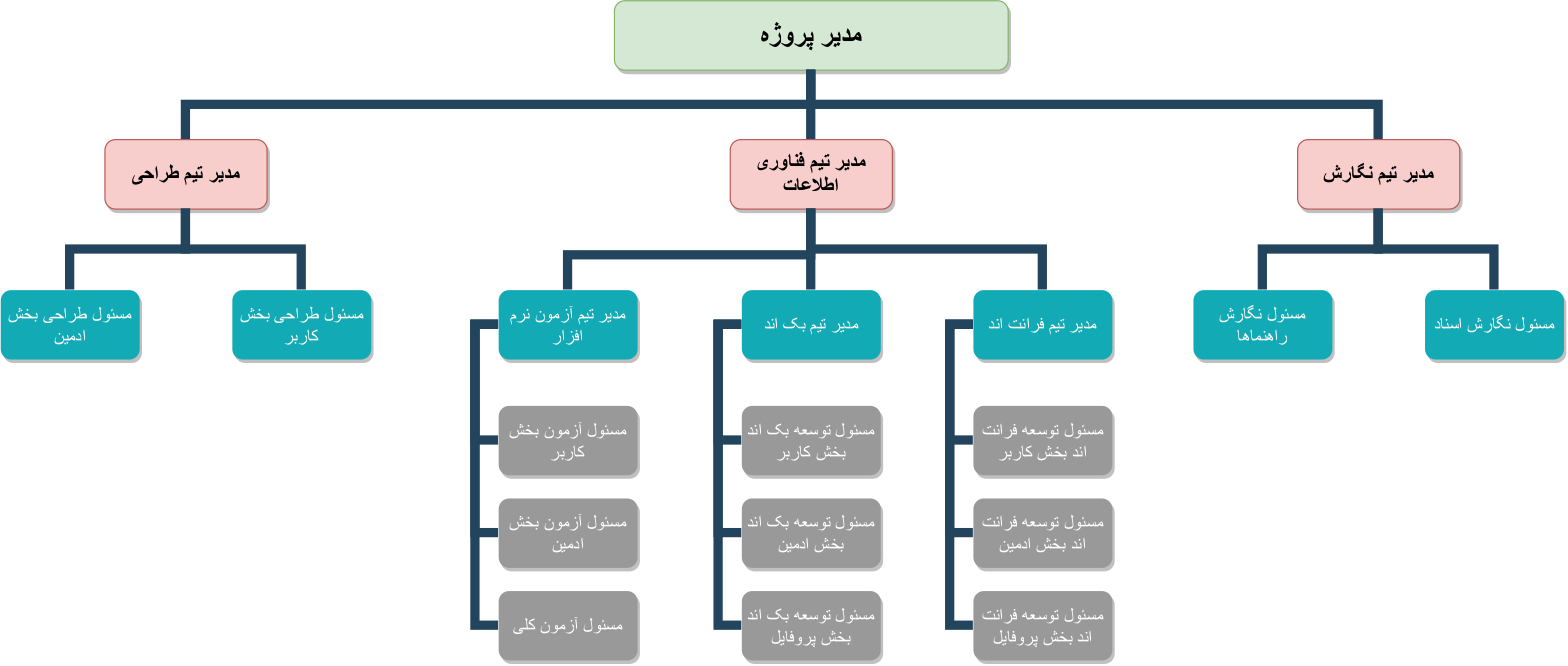 مدیر پروژه
مدیر تیم نگارش
مدیر تیم فناوری
اطلاعات
مدیر تیم طراحی
مسئول نگارش اسناد
مسئول نگارش
راهنماها
مدیر تیم فرانت اند
مدیر تیم بک اند
مدیر تیم آزمون نرم
افزار
مسئول طراحی بخش
کاربر
مسئول طراحی بخش
ادمین
مسئول توسعه فرانت
اند بخش کاربر
مسئول توسعه بک اند
بخش کاربر
مسئول آزمون بخش
کاربر
مسئول توسعه فرانت
اند بخش ادمین
مسئول توسعه بک اند
بخش ادمین
مسئول آزمون بخش
ادمین
مسئول توسعه فرانت
اند بخش پروفایل
مسئول توسعه بک اند
بخش پروفایل
مسئول آزمون کلی